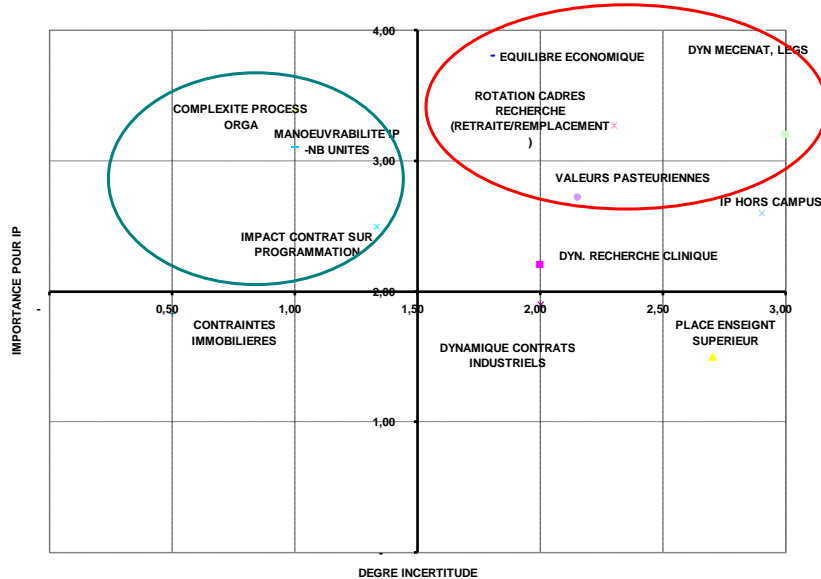 4,00
DYN MECENAT, LEGS
EQUILIBRE ECONOMIQUE
ROTATION CADRES
RECHERCHE
(RETRAITE/REMPLACEMENT
)
COMPLEXITE PROCESS
ORGA
MANOEUVRABILITE IP
-NB UNITES
3,00
VALEURS PASTEURIENNES
IP HORS CAMPUS
IMPACT CONTRAT SUR
PROGRAMMATION
DYN. RECHERCHE CLINIQUE
IMPORTANCE POUR IP
2,00
-
0,50
1,00
2,00
2,50
3,00
CONTRAINTES
IMMOBILIERES
PLACE ENSEIGNT
SUPERIEUR
DYNAMIQUE CONTRATS
INDUSTRIELS
1,00
-
DEGRE INCERTITUDE